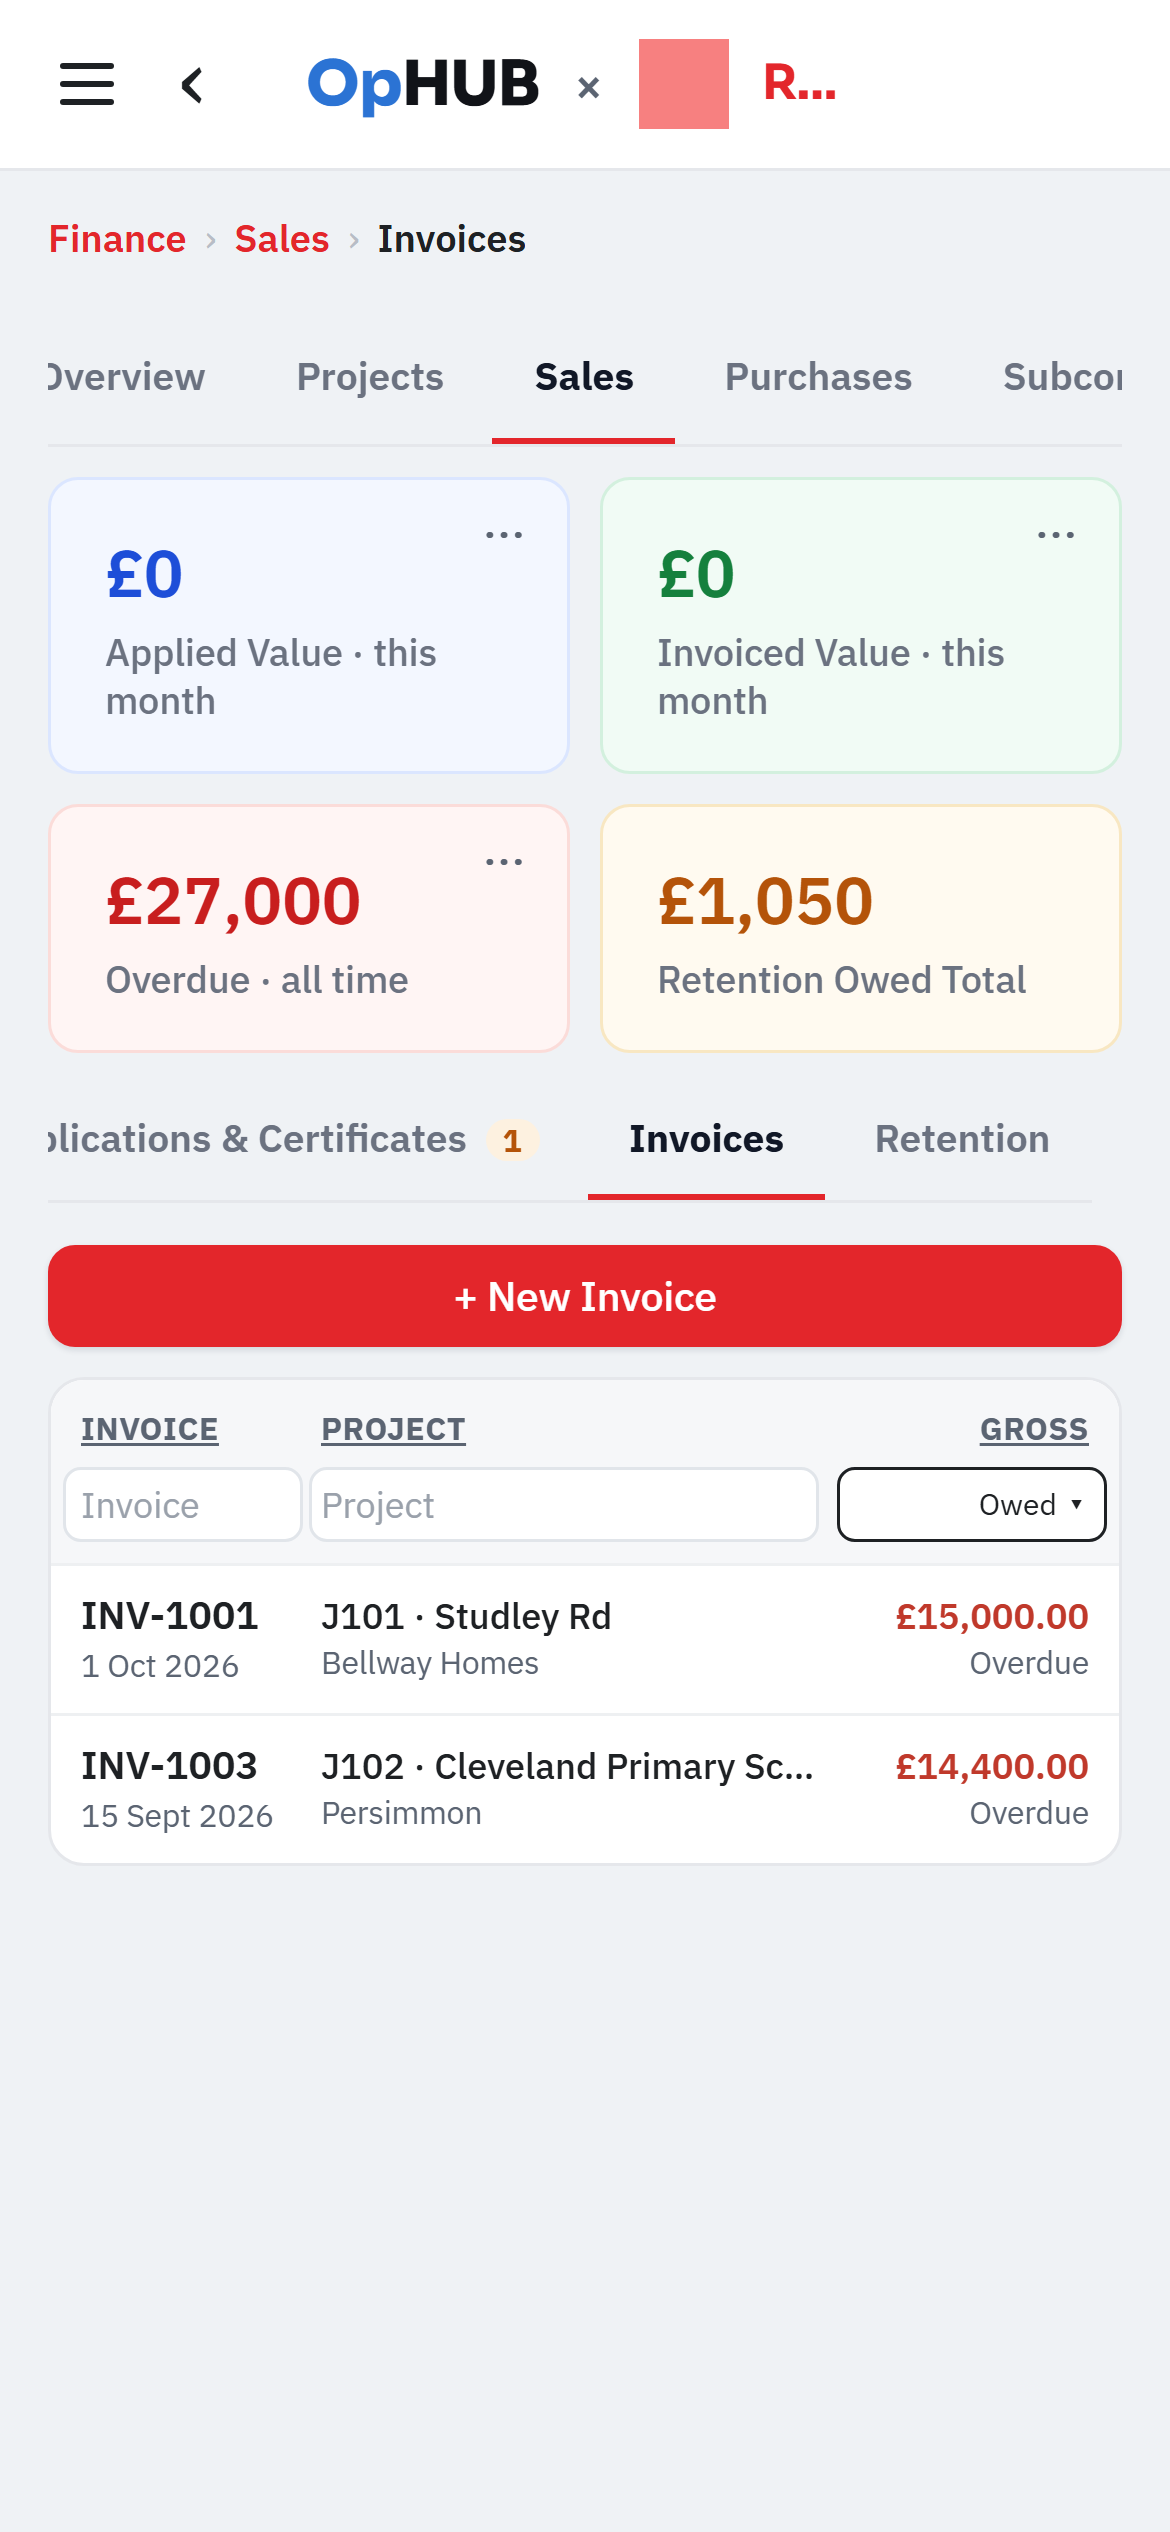 OpHUB × R...
Finance › Sales › Invoices
Overview Projects Sales Purchases Subcor
£0
Applied Value · this
month
£0
Invoiced Value · this
month
£27,000
Overdue · all time
£1,050
Retention Owed Total
plications & Certificates 1 Invoices Retention
+ New Invoice
INVOICE PROJECT GROSS
Invoice Project Owed ▾
INV-1001 J101 · Studley Rd £15,000.00
1 Oct 2026 Bellway Homes Overdue
INV-1003 J102 · Cleveland Primary Sc... £14,400.00
15 Sept 2026 Persimmon Overdue